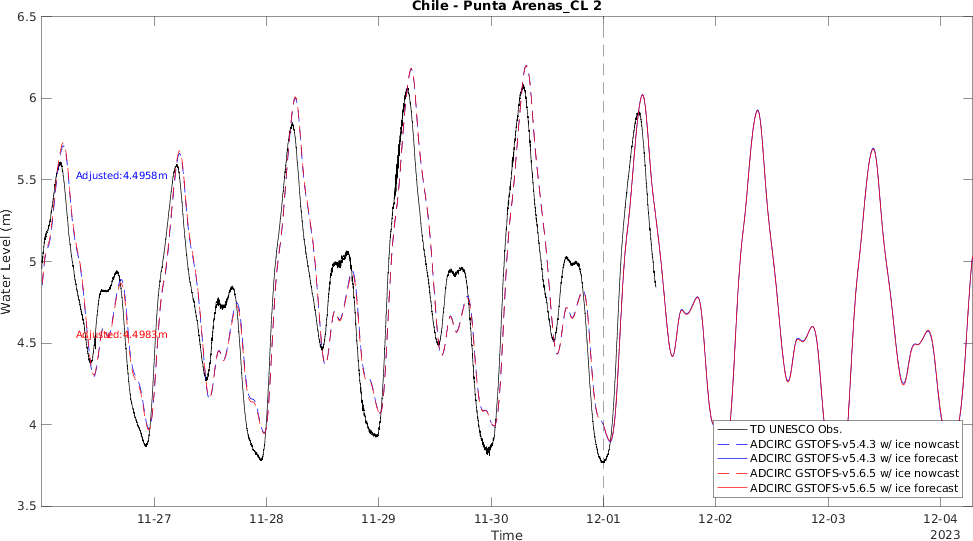 Chile - Punta Arenas_CL 2
6.5
6
5.5
5
4.5
4
3.5
Water Level (m)
Adjusted:4.4958m
Adjusted:4.4983m
11-27
11-28
11-29
11-30
12-01
12-02
12-03
12-04
2023
Time
TD UNESCO Obs.
ADCIRC GSTOFS-v5.4.3 w/ ice nowcast
ADCIRC GSTOFS-v5.4.3 w/ ice forecast
ADCIRC GSTOFS-v5.6.5 w/ ice nowcast
ADCIRC GSTOFS-v5.6.5 w/ ice forecast